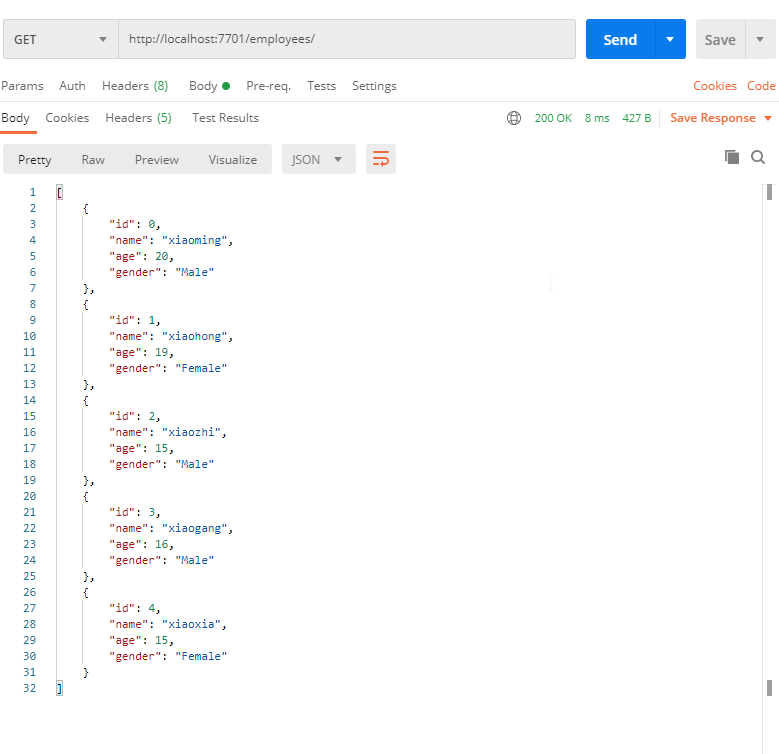 GET http://localhost:7701/employees/ Send Save
Params Auth Headers (8) Body Pre-req. Tests Settings Cookies Code
Body Cookies Headers (5) Test Results 200 OK 8 ms 427 B Save Response
Pretty Raw Preview Visualize JSON
1 [
2 {
3 "id": 0,
4 "name": "xiaoming",
5 "age": 20,
6 "gender": "Male"
7 },
8 {
9 "id": 1,
10 "name": "xiaohong",
11 "age": 19,
12 "gender": "Female"
13 },
14 {
15 "id": 2,
16 "name": "xiaozhi",
17 "age": 15,
18 "gender": "Male"
19 },
20 {
21 "id": 3,
22 "name": "xiaogang",
23 "age": 16,
24 "gender": "Male"
25 },
26 {
27 "id": 4,
28 "name": "xiaoxia",
29 "age": 15,
30 "gender": "Female"
31 }
32 ]